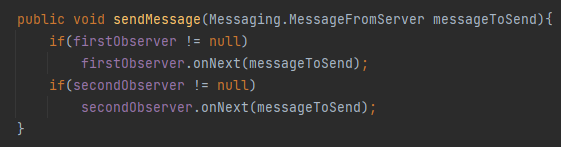 public void sendMessage(Messaging.MessageFromServer messageToSend){
    if(firstObserver != null)
        firstObserver.onNext(messageToSend);
    if(secondObserver != null)
        secondObserver.onNext(messageToSend);
}